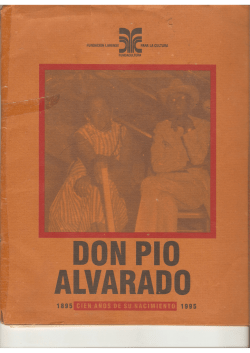 DON PIO
ALVARADO
1895 CIEN AÑOS DE SU NACIMIENTO 1995